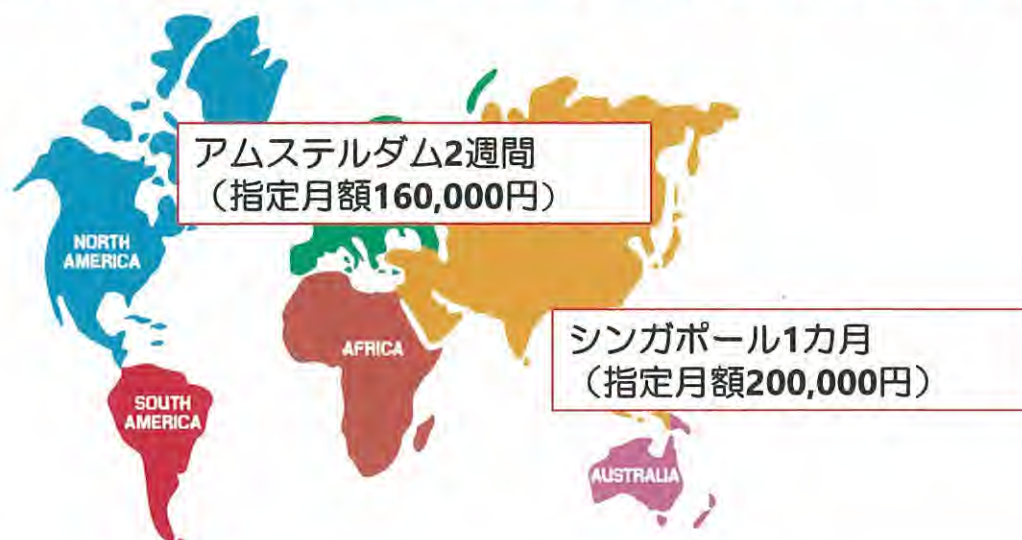 アムステルダム2週間
（指定月額160,000円）
NORTH
AMERICA
シンガポール1カ月
（指定月額200,000円）
AFRICA
SOUTH
AMERICA
AUSTRALIA